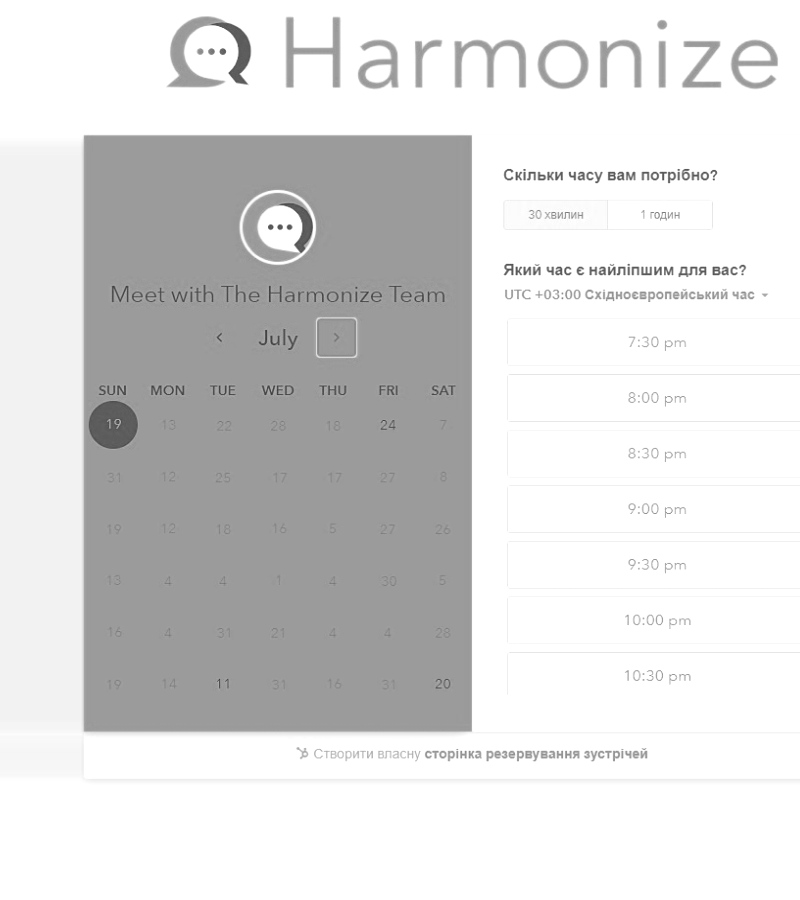 Harmonize
Meet with The Harmonize Team
July
SUN MON TUE WED THU FRI SAT
19 13 22 28 18 24 7
31 12 25 17 17 27 8
19 12 18 16 5 27 26
13 4 4 1 4 30 5
16 4 31 21 4 4 28
19 14 11 31 16 31 20
Скільки часу вам потрібно?
30 хвилин 1 годин
Який час є найліпшим для вас?
UTC +03:00 Східноєвропейський час
7:30 pm
8:00 pm
8:30 pm
9:00 pm
9:30 pm
10:00 pm
10:30 pm
Створити власну сторінка резервування зустрічей